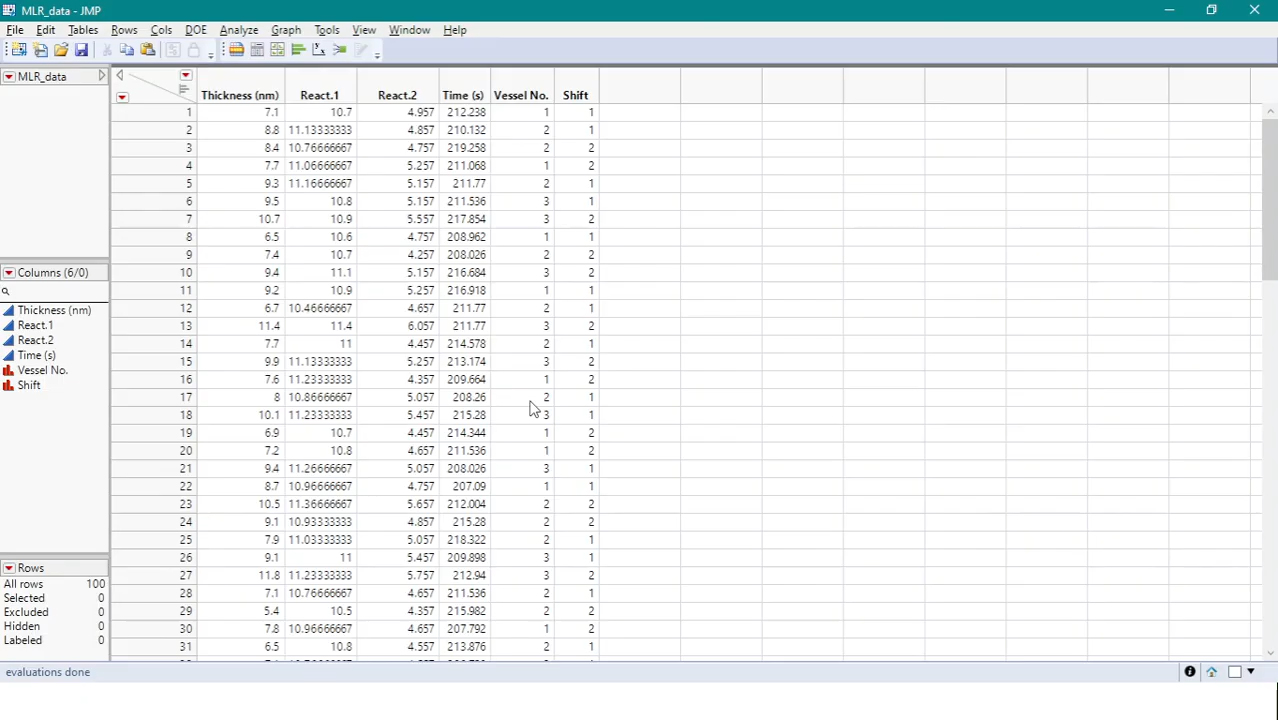 MLR_data - JMP
File Edit Tables Rows Cols DOE Analyze Graph Tools View Window Help
MLR_data
Thickness (nm) React.1 React.2 Time (s) Vessel No. Shift
1 7.1 10.7 4.957 212.238 1 1
2 8.8 11.13333333 4.857 210.132 2 1
3 8.4 10.76666667 4.757 219.258 2 2
4 7.7 11.06666667 5.257 211.068 1 2
5 9.3 11.16666667 5.157 211.77 2 1
6 9.5 10.8 5.157 211.536 3 1
7 10.7 10.9 5.557 217.854 3 2
8 6.5 10.6 4.757 208.962 1 1
9 7.4 10.7 4.257 208.026 2 2
10 9.4 11.1 5.157 216.684 3 2
11 9.2 10.9 5.257 216.918 1 1
12 6.7 10.46666667 4.657 211.77 2 1
13 11.4 11.4 6.057 211.77 3 2
14 7.7 11 4.457 214.578 2 1
15 9.9 11.13333333 5.257 213.174 3 2
16 7.6 11.23333333 4.357 209.664 1 2
17 8 10.86666667 5.057 208.26 2 1
18 10.1 11.23333333 5.457 215.28 3 1
19 6.9 10.7 4.457 214.344 1 2
20 7.2 10.8 4.657 211.536 1 2
21 9.4 11.26666667 5.057 208.026 3 1
22 8.7 10.96666667 4.757 207.09 1 1
23 10.5 11.36666667 5.657 212.004 2 2
24 9.1 10.93333333 4.857 215.28 2 2
25 7.9 11.03333333 5.057 218.322 2 1
26 9.1 11 5.457 209.898 3 1
27 11.8 11.23333333 5.757 212.94 3 2
28 7.1 10.76666667 4.657 211.536 2 1
29 5.4 10.5 4.357 215.982 2 2
30 7.8 10.96666667 4.657 207.792 1 2
31 6.5 10.8 4.557 213.876 2 1
Columns (6/0)
Thickness (nm)
React.1
React.2
Time (s)
Vessel No.
Shift
Rows
All rows 100
Selected 0
Excluded 0
Hidden 0
Labeled 0
evaluations done